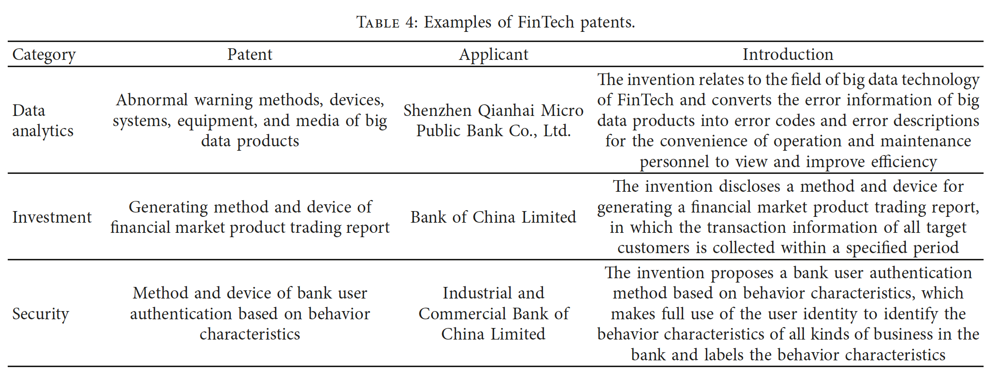 TABLE 4: Examples of FinTech patents.
Category Patent Applicant Introduction
Data
analytics
Abnormal warning methods, devices,
systems, equipment, and media of big
data products
Shenzhen Qianhai Micro
Public Bank Co., Ltd.
The invention relates to the field of big data technology
of FinTech and converts the error information of big
data products into error codes and error descriptions
for the convenience of operation and maintenance
personnel to view and improve efficiency
Investment
Generating method and device of
financial market product trading report
Bank of China Limited
The invention discloses a method and device for
generating a financial market product trading report,
in which the transaction information of all target
customers is collected within a specified period
Security
Method and device of bank user
authentication based on behavior
characteristics
Industrial and
Commercial Bank of
China Limited
The invention proposes a bank user authentication
method based on behavior characteristics, which
makes full use of the user identity to identify the
behavior characteristics of all kinds of business in the
bank and labels the behavior characteristics